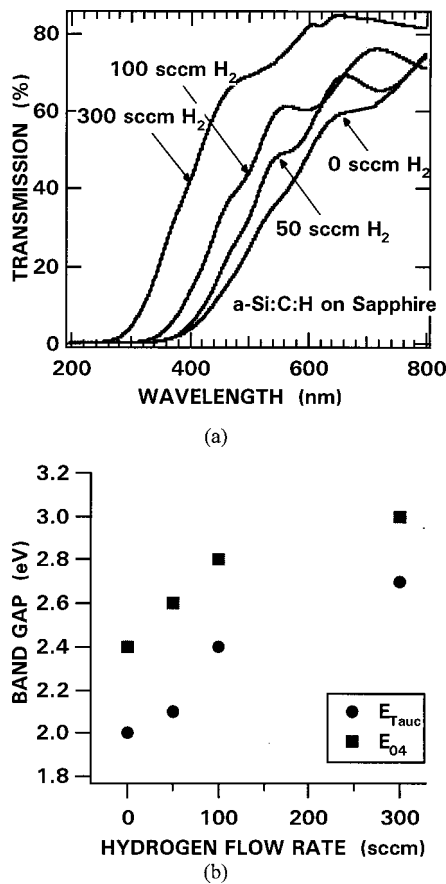 80
60
40
20
0
TRANSMISSION (%)
100 sccm H2
300 sccm H2
0 sccm H2
50 sccm H2
a-Si:C:H on Sapphire
200 400 600 800
WAVELENGTH (nm)
(a)
3.2
3.0
2.8
2.6
2.4
2.2
2.0
1.8
BAND GAP (eV)
ETauc
E04
0 100 200 300
HYDROGEN FLOW RATE (sccm)
(b)